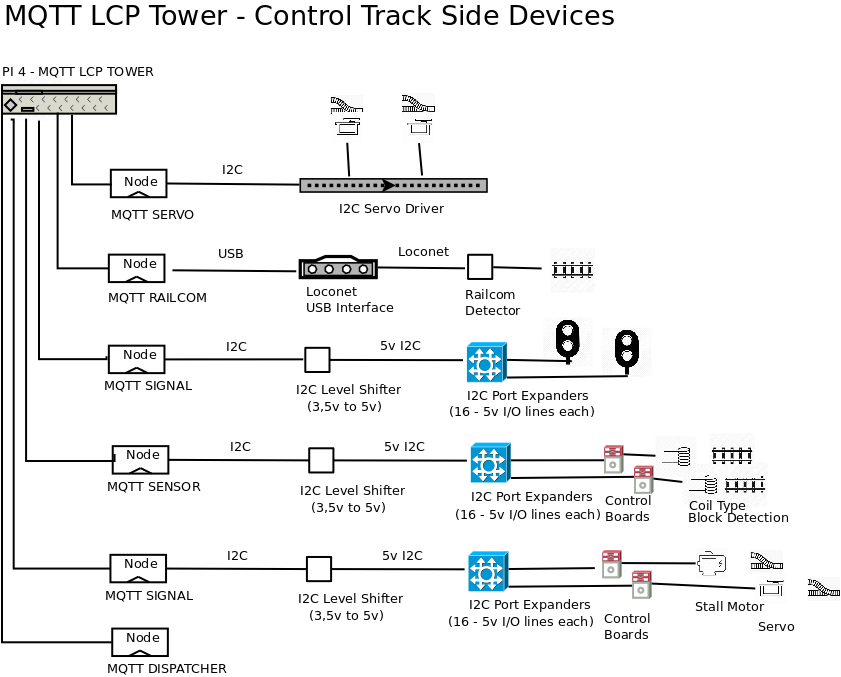 MQTT LCP Tower - Control Track Side Devices
PI 4 - MQTT LCP TOWER
Node
I2C
MQTT SERVO
I2C Servo Driver
Node
USB
Loconet
MQTT RAILCOM
Loconet
USB Interface
Railcom
Detector
Node
I2C
5v I2C
MQTT SIGNAL
I2C Level Shifter
(3,5v to 5v)
I2C Port Expanders
(16 - 5v I/O lines each)
Node
I2C
5v I2C
MQTT SENSOR
I2C Level Shifter
(3,5v to 5v)
I2C Port Expanders
(16 - 5v I/O lines each)
Control
Boards
Coil Type
Block Detection
Node
I2C
5v I2C
MQTT SIGNAL
I2C Level Shifter
(3,5v to 5v)
I2C Port Expanders
(16 - 5v I/O lines each)
Control
Boards
Stall Motor
Servo
Node
MQTT DISPATCHER